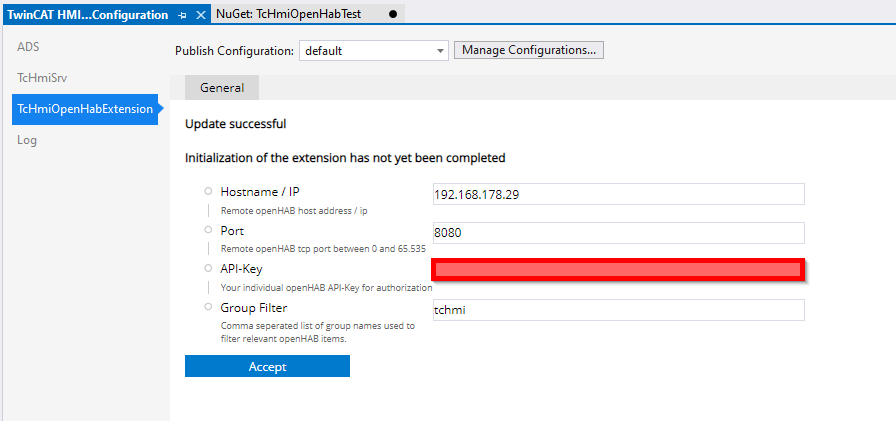 TwinCAT HMI...Configuration
NuGet: TcHmiOpenHabTest
ADS
TcHmiSrv
TcHmiOpenHabExtension
Log
Publish Configuration:
default
Manage Configurations...
General
Update successful
Initialization of the extension has not yet been completed
Hostname / IP
192.168.178.29
Remote openHAB host address / ip
Port
8080
Remote openHAB tcp port between 0 and 65.535
API-Key
Your individual openHAB API-Key for authorization
Group Filter
tchmi
Comma seperated list of group names used to
filter relevant openHAB items.
Accept